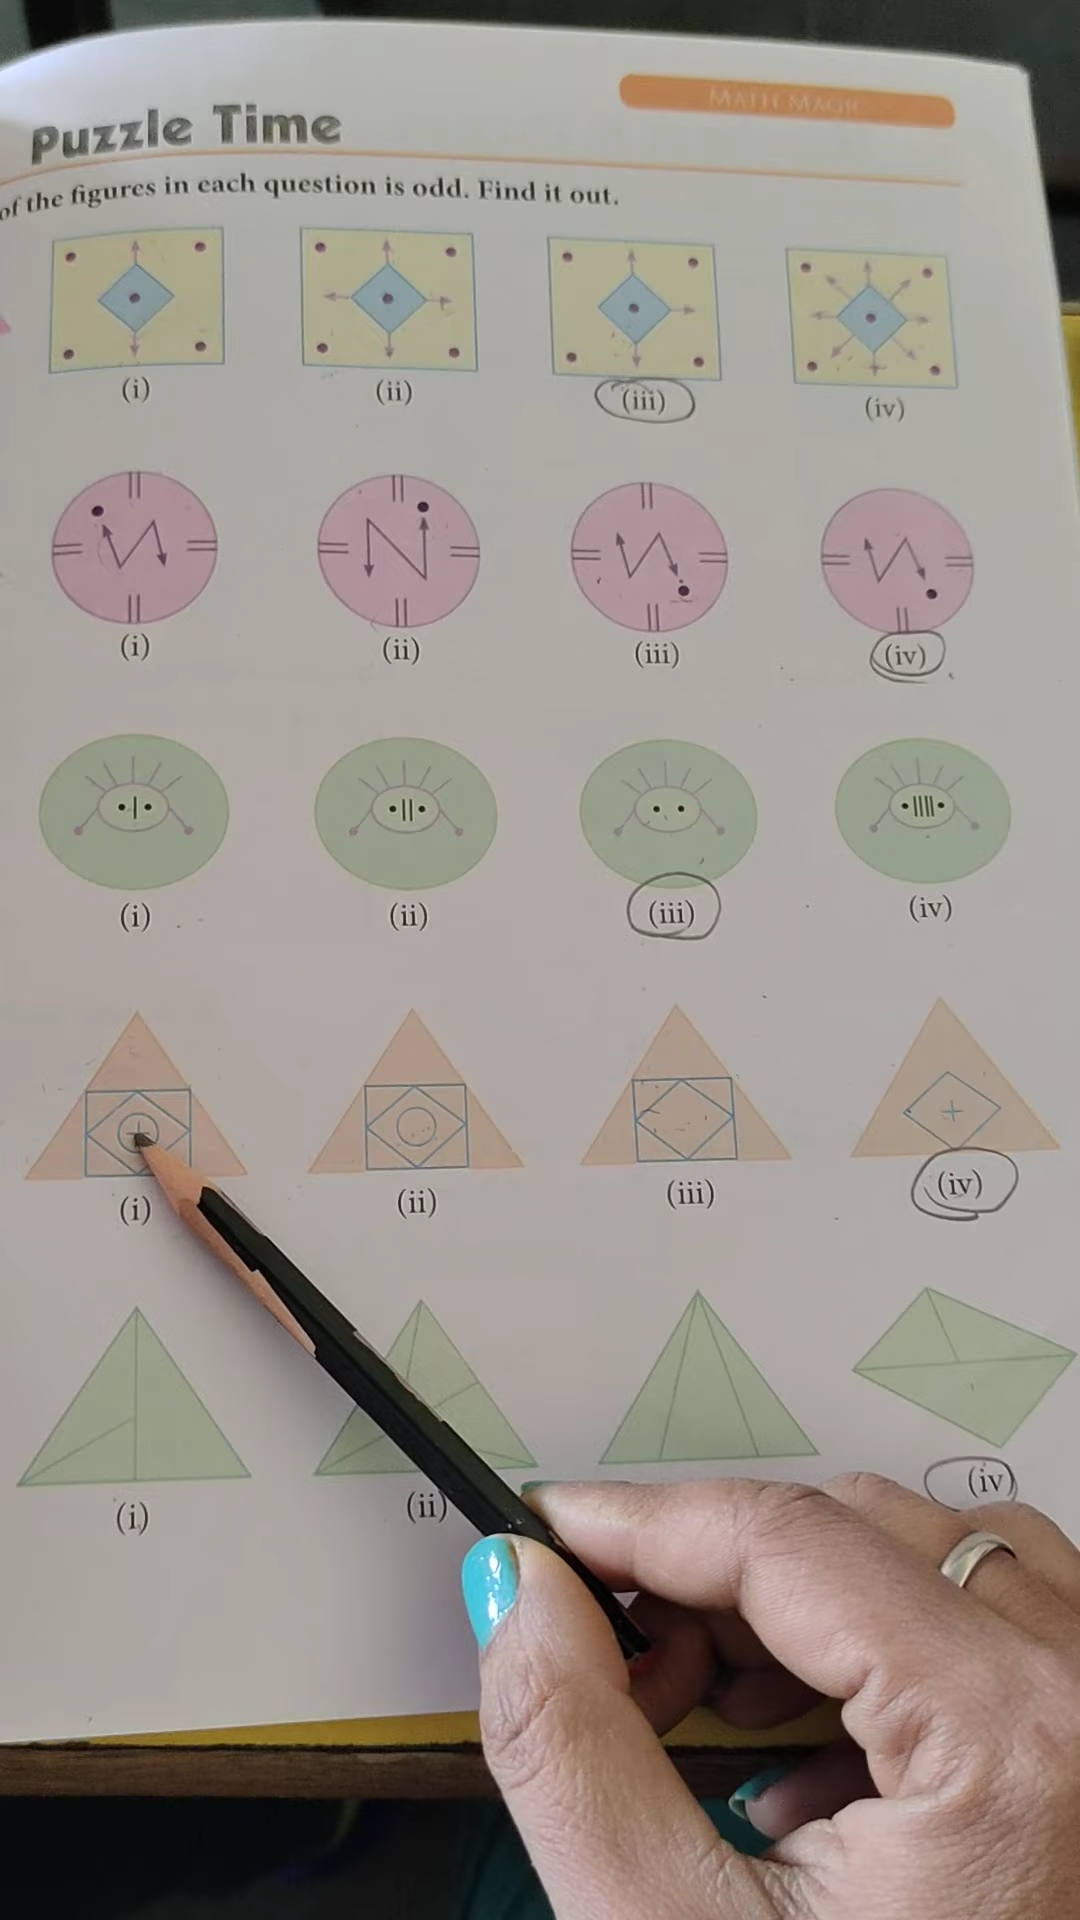 MATH MAGIC
Puzzle Time
of the figures in each question is odd. Find it out.
(i) (ii) (iii) (iv)
(i) (ii) (iii) (iv)
(i) (ii) (iii) (iv)
(i) (ii) (iii) (iv)
(i) (ii) (iv)